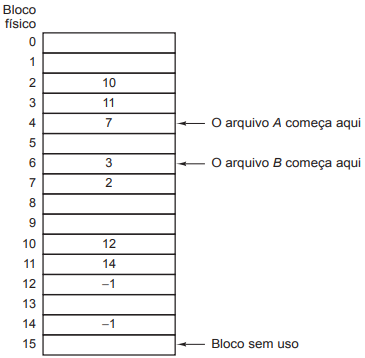 Bloco
físico
0
1
2 10
3 11
4 7 O arquivo A começa aqui
5
6 3 O arquivo B começa aqui
7 2
8
9
10 12
11 14
12 –1
13
14 –1
15 Bloco sem uso